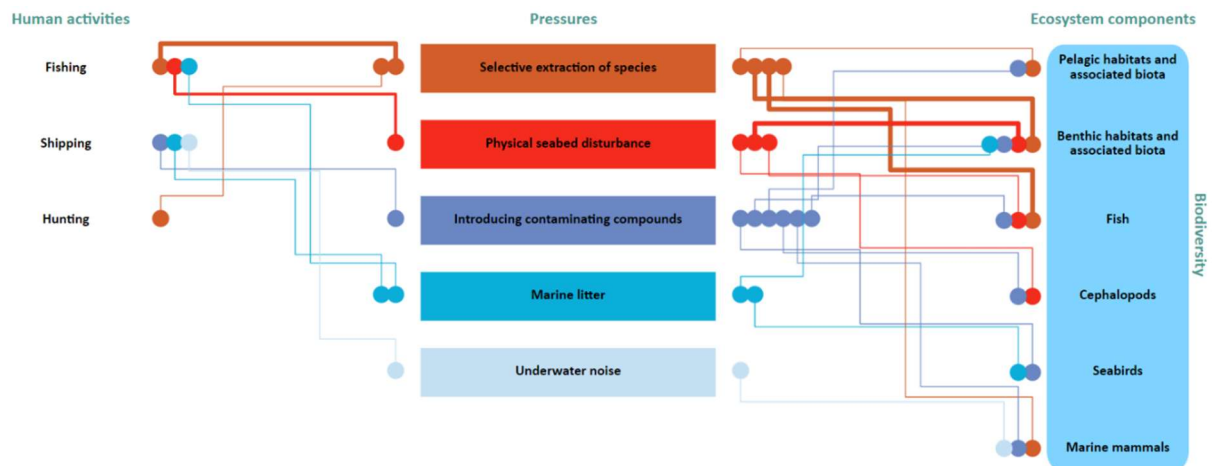 Human activities
Pressures
Ecosystem components
Fishing
Selective extraction of species
Pelagic habitats and
associated biota
Shipping
Physical seabed disturbance
Benthic habitats and
associated biota
Hunting
Introducing contaminating compounds
Fish
Marine litter
Cephalopods
Underwater noise
Seabirds
Marine mammals
Biodiversity